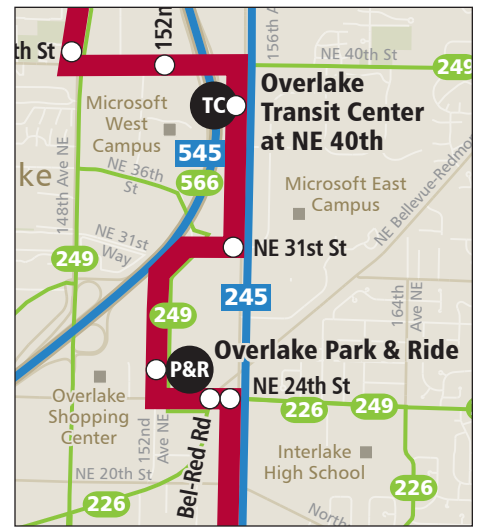 th St
152n
156th A
NE 40th St
249
Overlake
Transit Center
at NE 40th
TC
Microsoft
West
Campus
545
566
NE 36th
St
ke
148th Ave NE
Microsoft East
Campus
NE Bellevue-Redmo
NE 31st
Way
NE 31st St
249
245
249
164th
Ave NE
Overlake Park & Ride
P&R
NE 24th St
226
249
Overlake
Shopping
Center
152nd
Ave NE
Bel-Red Rd
Interlake
High School
NE 20th St
226
226
North